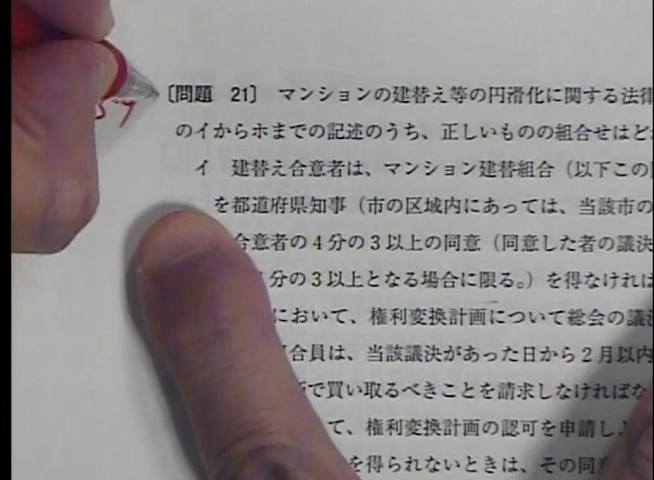 〔問題 21〕 マンションの建替え等の円滑化に関する法律
のイからホまでの記述のうち、正しいものの組合せはど
イ 建替え合意者は、マンション建替組合（以下この
を都道府県知事（市の区域内にあっては、当該市の
合意者の4分の3以上の同意（同意した者の議決
分の3以上となる場合に限る。）を得なければ
において、権利変換計画について総会の議
合員は、当該議決があった日から2月以内
で買い取るべきことを請求しなければな
て、権利変換計画の認可を申請し
を得られないときは、その同意